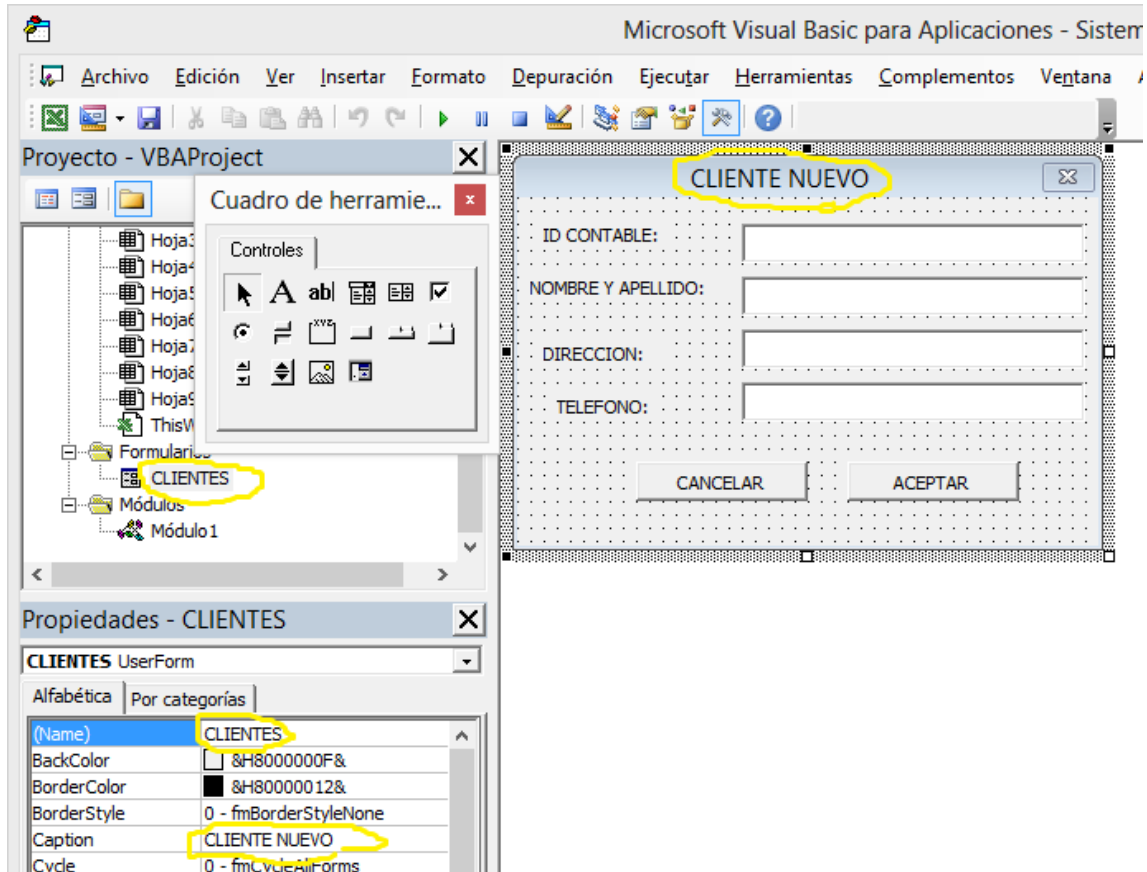 Microsoft Visual Basic para Aplicaciones - Sistem
Archivo Edición Ver Insertar Formato Depuración Ejecutar Herramientas Complementos Ventana
Proyecto - VBAProject
Cuadro de herramie...
Controles
A abl
XYZ
Hoja3
Hoja4
Hoja5
Hoja6
Hoja7
Hoja8
Hoja9
ThisW
Formularios
CLIENTES
Módulos
Módulo1
Propiedades - CLIENTES
CLIENTES UserForm
Alfabética Por categorías
(Name) CLIENTES
BackColor &H8000000F&
BorderColor &H80000012&
BorderStyle 0 - fmBorderStyleNone
Caption CLIENTE NUEVO
Cycle 0 - fmCycleAllForms
CLIENTE NUEVO
ID CONTABLE:
NOMBRE Y APELLIDO:
DIRECCION:
TELEFONO:
CANCELAR ACEPTAR